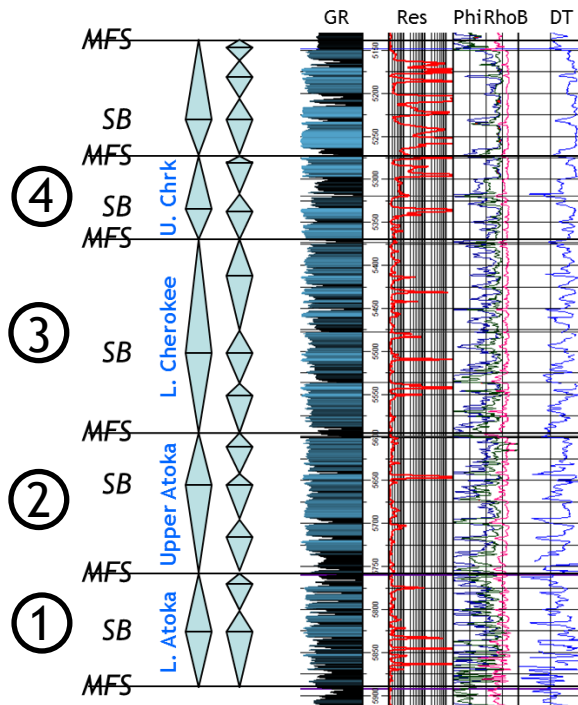 GR Res Phi RhoB DT
MFS
5150
5200
SB
5250
MFS
4
U. Chrk
5300
SB
5350
MFS
5400
5450
3
L. Cherokee
SB
5500
5550
MFS
5600
2
Upper Atoka
SB
5650
5700
5750
MFS
1
L. Atoka
5800
SB
5850
MFS
5900